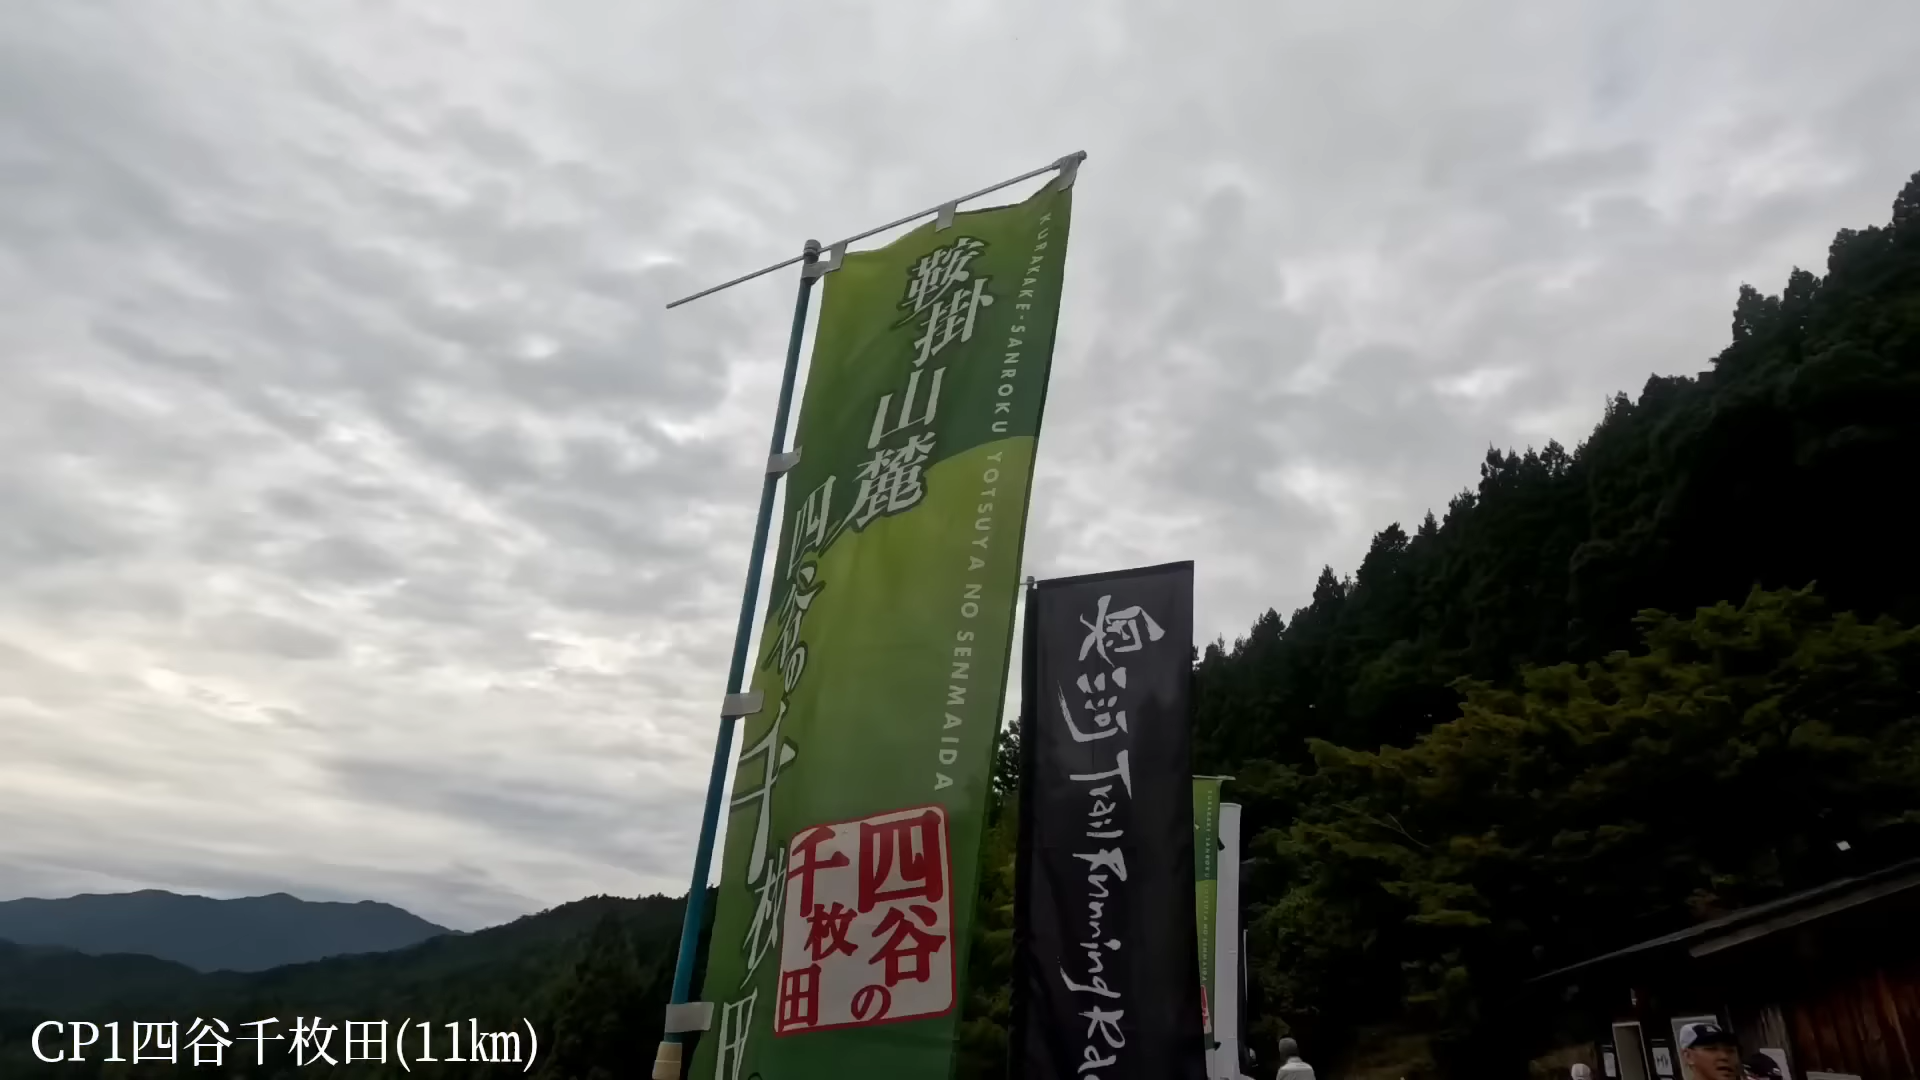 鞍掛山麓
四谷の千枚田
KURAKAKE-SANROKU YOTSUYA NO SENMAIDA
四谷の
千枚田
奥三河 Trail Running Ra
CP1四谷千枚田(11㎞)